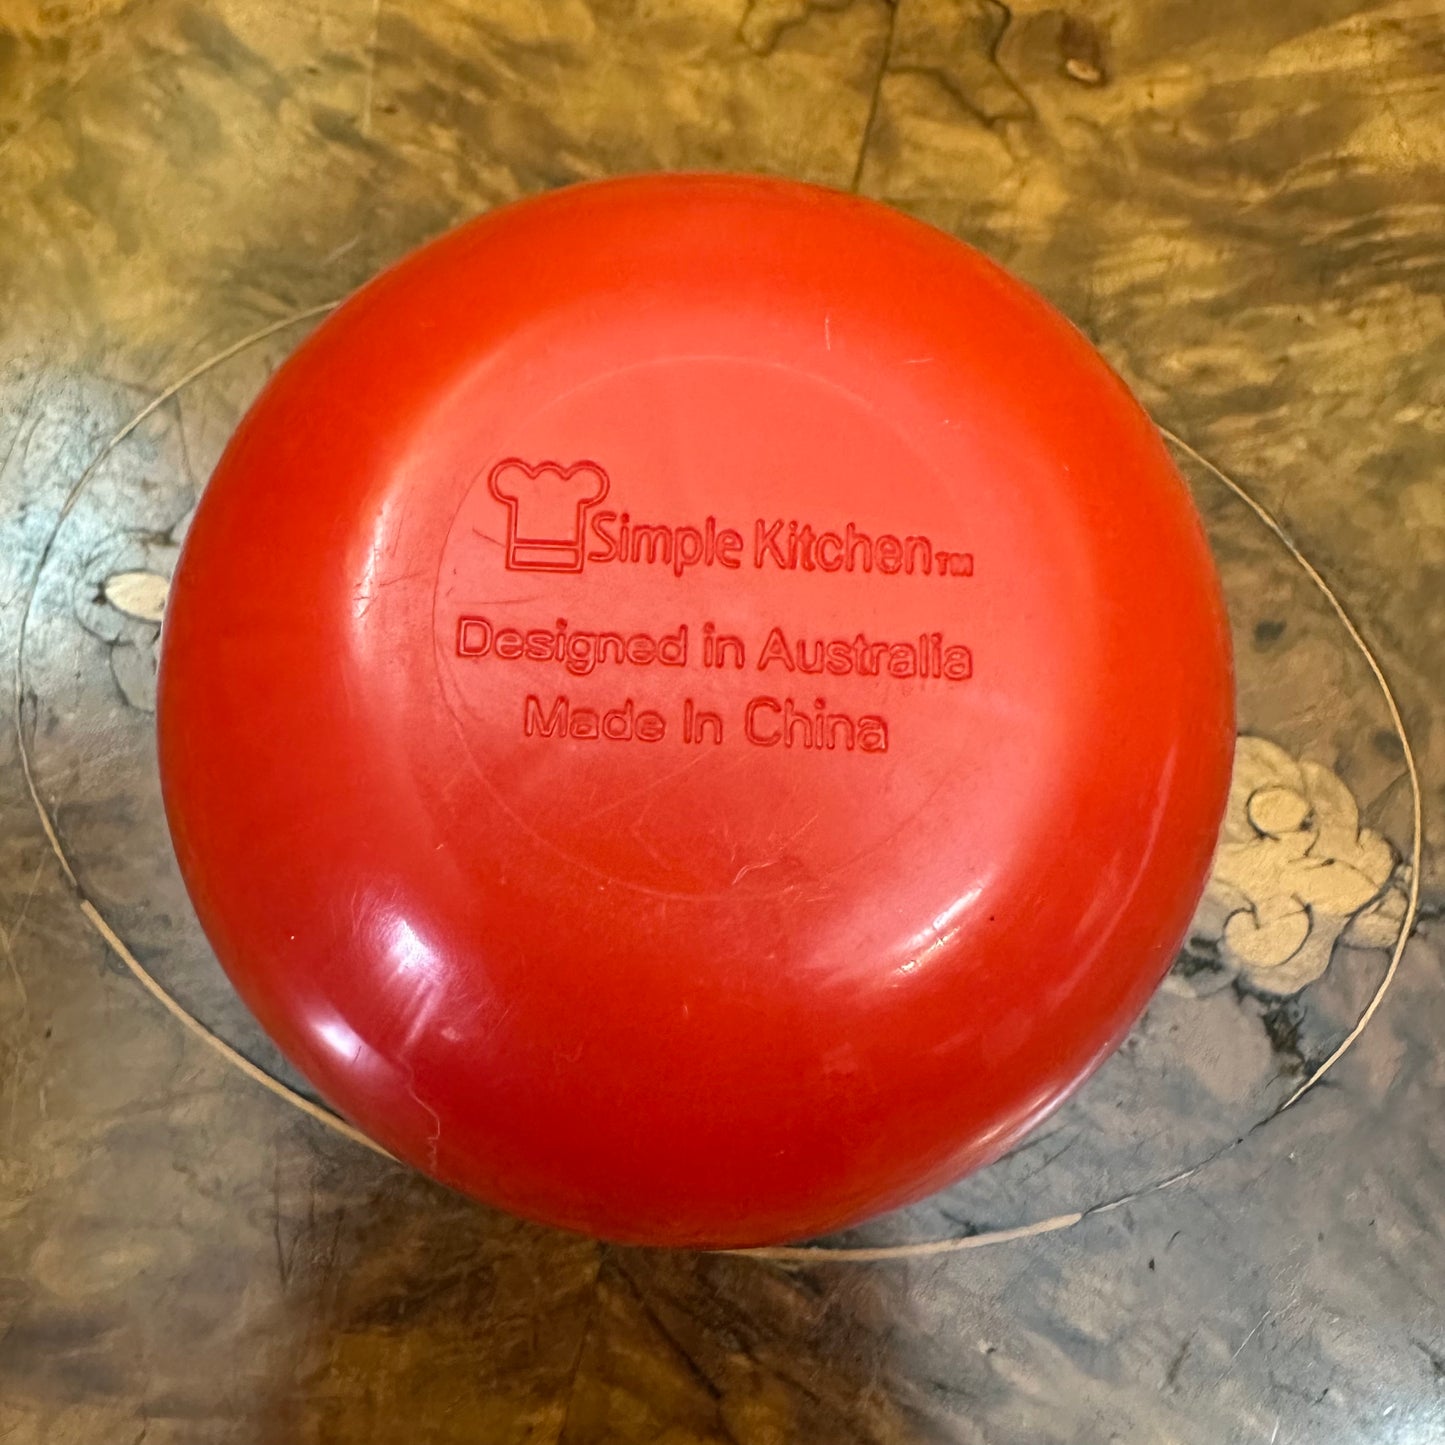 Simple Kitchen™
Designed in Australia
Made In China